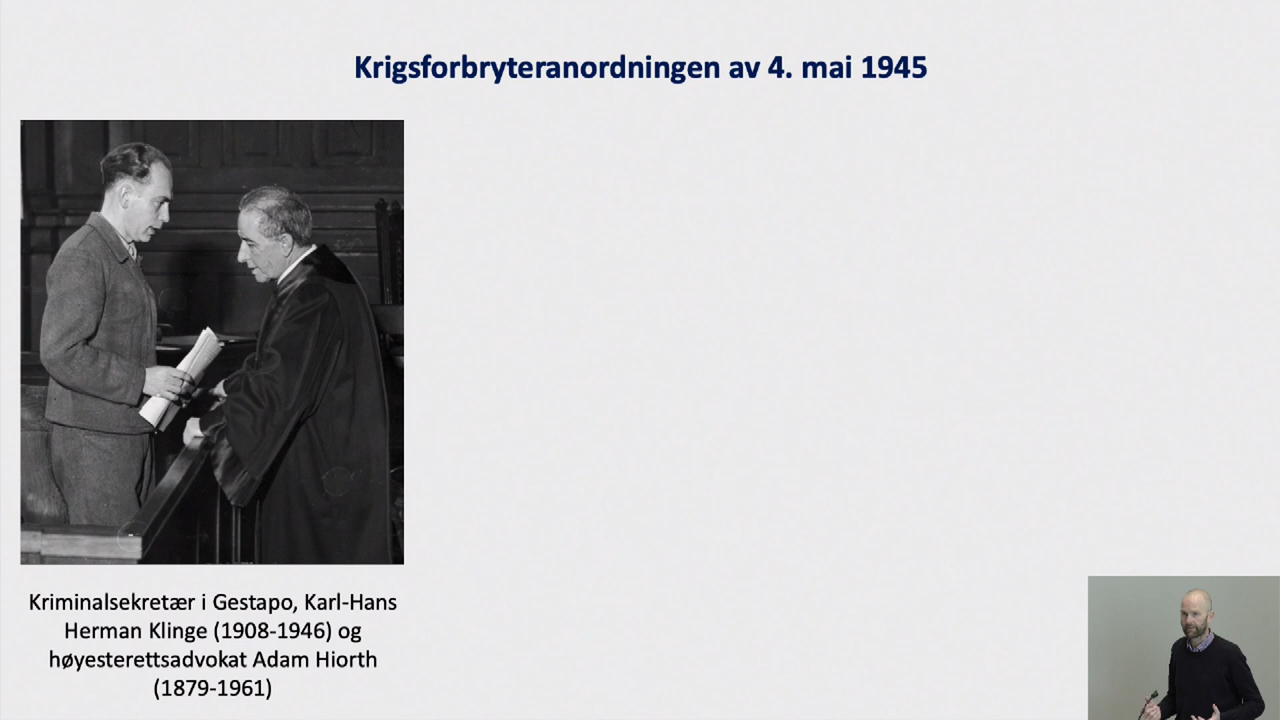 Krigsforbryteranordningen av 4. mai 1945
Kriminalsekretær i Gestapo, Karl-Hans
Herman Klinge (1908-1946) og
høyesterettsadvokat Adam Hiorth
(1879-1961)